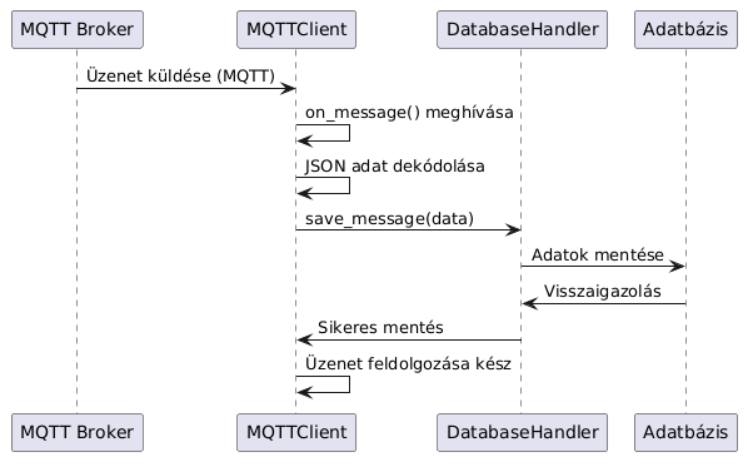 MQTT Broker
MQTTClient
DatabaseHandler
Adatbázis
Üzenet küldése (MQTT)
on_message() meghívása
JSON adat dekódolása
save_message(data)
Adatok mentése
Visszaigazolás
Sikeres mentés
Üzenet feldolgozása kész
MQTT Broker
MQTTClient
DatabaseHandler
Adatbázis